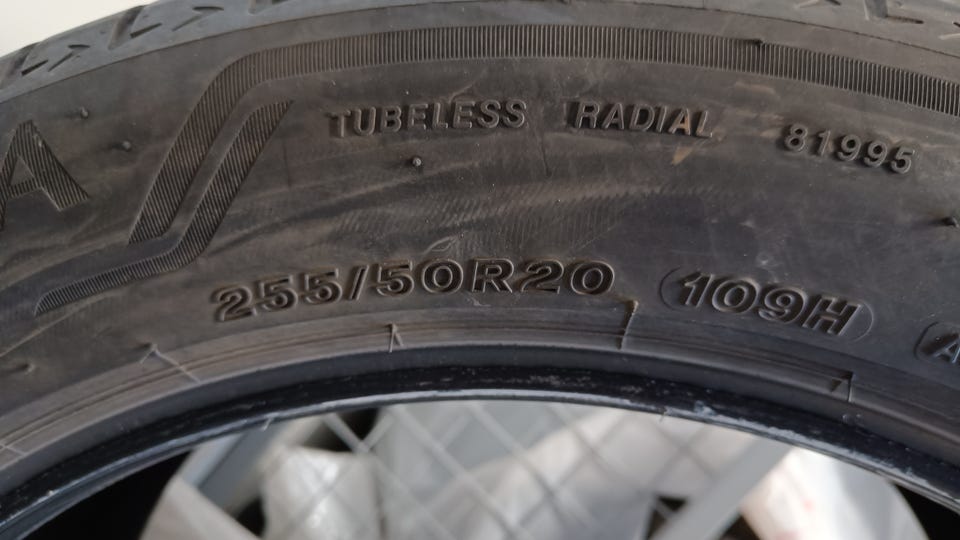 A
TUBELESS RADIAL 81995
255/50R20 109H
A